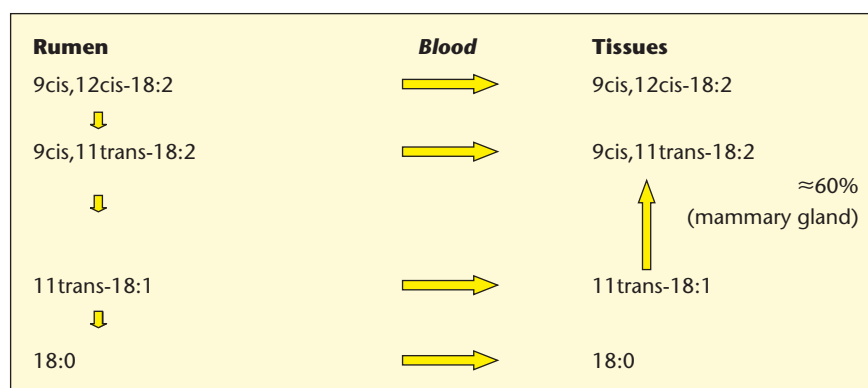 Rumen Blood Tissues
9cis,12cis-18:2 9cis,12cis-18:2
9cis,11trans-18:2 9cis,11trans-18:2
≈60%
(mammary gland)
11trans-18:1 11trans-18:1
18:0 18:0